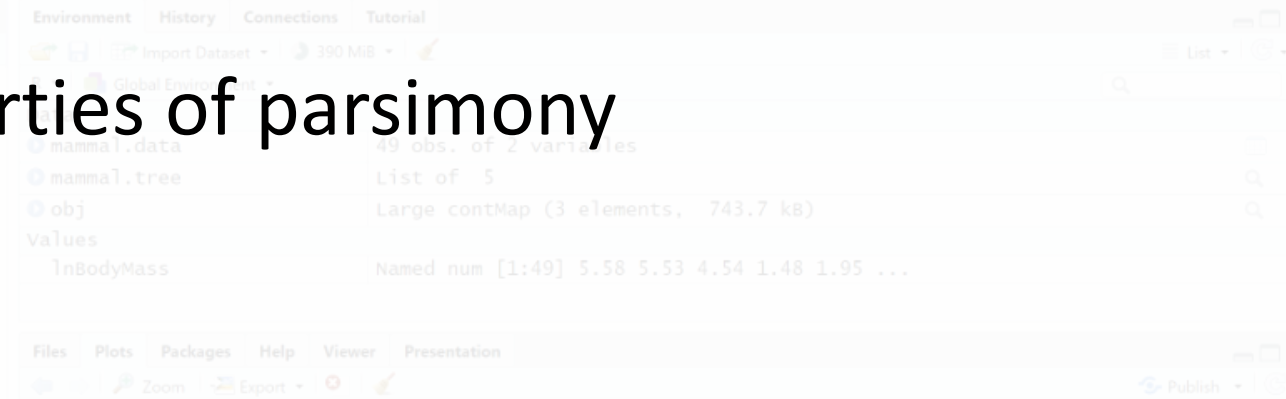 Environment History Connections Tutorial
Import Dataset 390 MiB List
Global Environment
rties of parsimony
mammal.data 49 obs. of 2 variables
mammal.tree List of 5
obj Large contMap (3 elements, 743.7 kB)
Values
lnBodyMass Named num [1:49] 5.58 5.53 4.54 1.48 1.95 ...
Files Plots Packages Help Viewer Presentation
Zoom Export Publish